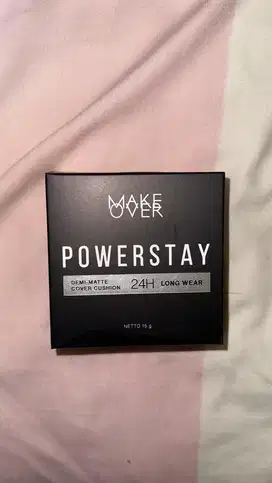 MAKE
OVER
POWERSTAY
DEMI-MATTE
COVER CUSHION 24H LONG WEAR
NETTO 15 g